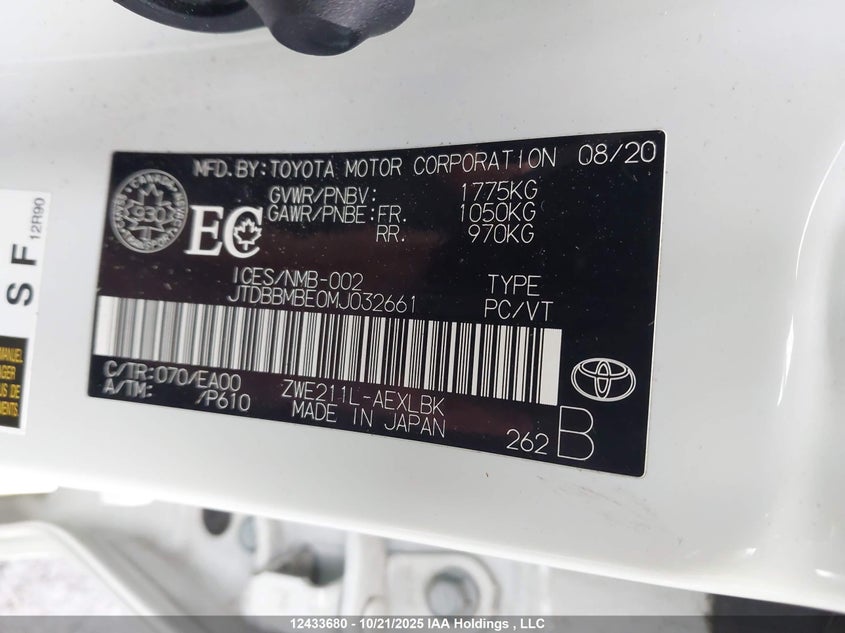 MFD.BY:TOYOTA MOTOR CORPORATION 08/20
GVWR/PNBV: 1775KG
GAWR/PNBE:FR. 1050KG
RR. 970KG
930
EC
ICES/NMB-002
JTDBBMBE0MJ032661
TYPE
PC/VT
C/TR:070/EA00 ZWE211L-AEXLBK
A/TM: /P610 MADE IN JAPAN
262 B
S F
12R90
MANUEL
12433680 - 10/21/2025 IAA Holdings , LLC